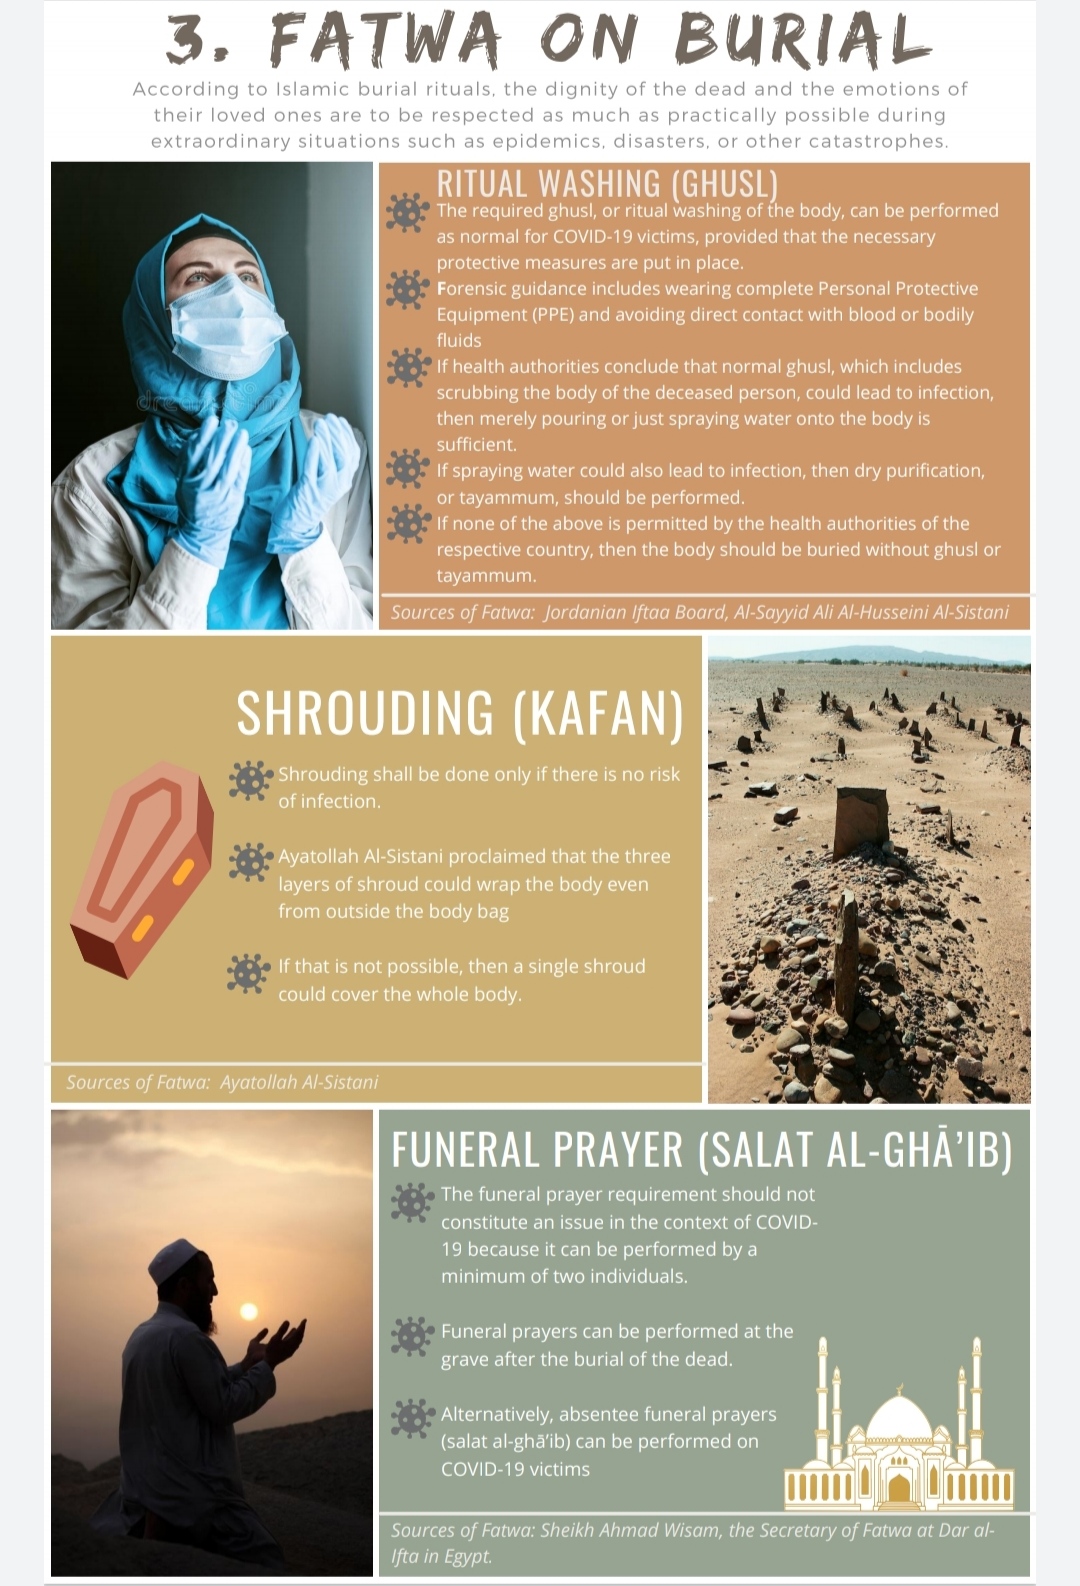 3. FATWA ON BURIAL
According to Islamic burial rituals, the dignity of the dead and the emotions of
their loved ones are to be respected as much as practically possible during
extraordinary situations such as epidemics, disasters, or other catastrophes.
RITUAL WASHING (GHUSL)
The required ghusl, or ritual washing of the body, can be performed
as normal for COVID-19 victims, provided that the necessary
protective measures are put in place.
Forensic guidance includes wearing complete Personal Protective
Equipment (PPE) and avoiding direct contact with blood or bodily
fluids
If health authorities conclude that normal ghusl, which includes
scrubbing the body of the deceased person, could lead to infection,
then merely pouring or just spraying water onto the body is
sufficient.
If spraying water could also lead to infection, then dry purification,
or tayammum, should be performed.
If none of the above is permitted by the health authorities of the
respective country, then the body should be buried without ghusl or
tayammum.
Sources of Fatwa: Jordanian Iftaa Board, Al-Sayyid Ali Al-Husseini Al-Sistani
SHROUDING (KAFAN)
Shrouding shall be done only if there is no risk
of infection.
Ayatollah Al-Sistani proclaimed that the three
layers of shroud could wrap the body even
from outside the body bag
If that is not possible, then a single shroud
could cover the whole body.
Sources of Fatwa: Ayatollah Al-Sistani
FUNERAL PRAYER (SALAT AL-GHĀ'IB)
The funeral prayer requirement should not
constitute an issue in the context of COVID-
19 because it can be performed by a
minimum of two individuals.
Funeral prayers can be performed at the
grave after the burial of the dead.
Alternatively, absentee funeral prayers
(salat al-ghā'ib) can be performed on
COVID-19 victims
Sources of Fatwa: Sheikh Ahmad Wisam, the Secretary of Fatwa at Dar al-
Ifta in Egypt.